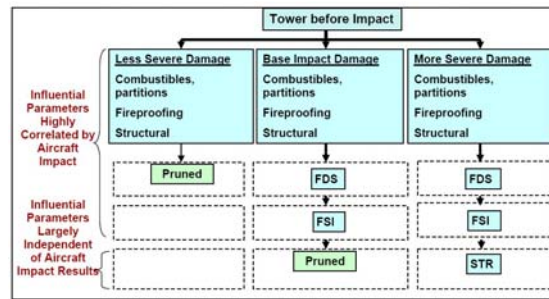 Tower before Impact
Less Severe Damage
Combustibles,
partitions
Fireproofing
Structural
Base Impact Damage
Combustibles,
partitions
Fireproofing
Structural
More Severe Damage
Combustibles,
partitions
Fireproofing
Structural
Influential
Parameters
Highly
Correlated by
Aircraft
Impact
Pruned
FDS
FDS
Influential
Parameters
Largely
Independent
of Aircraft
Impact Results
FSI
FSI
Pruned
STR